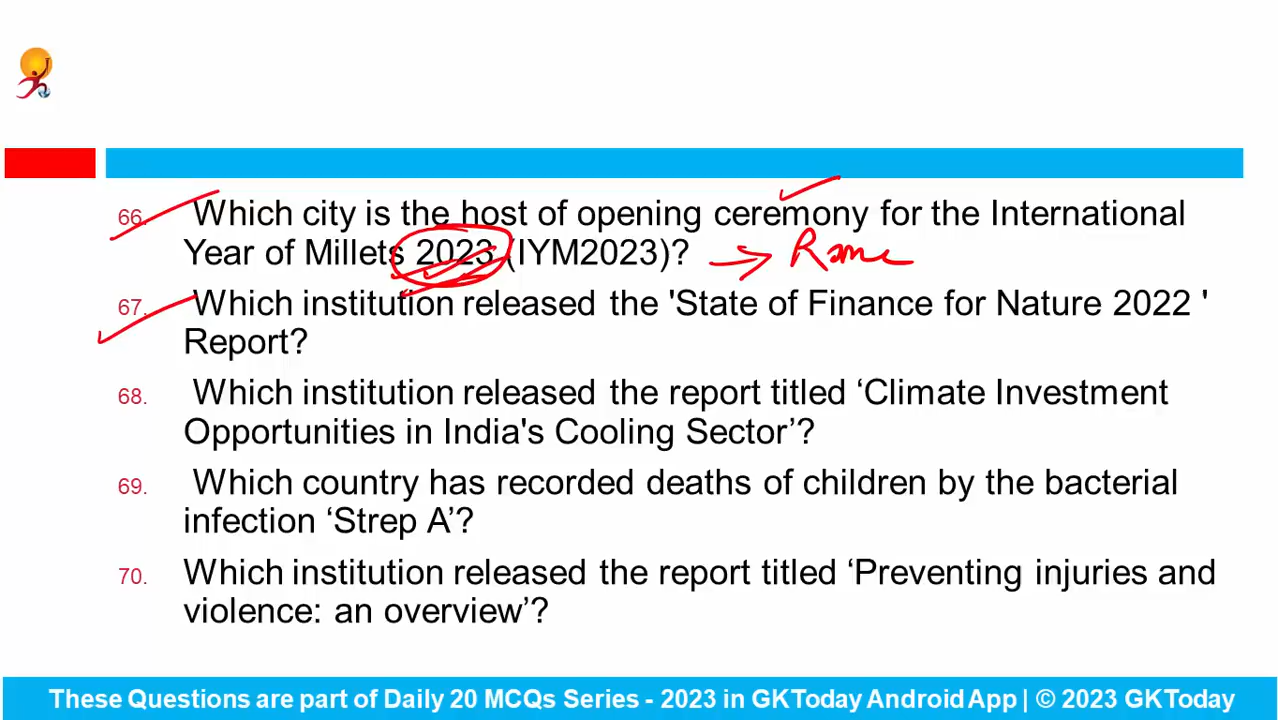 66. Which city is the host of opening ceremony for the International
Year of Millets 2023 (IYM2023)? → Rome
67. Which institution released the 'State of Finance for Nature 2022 '
Report?
68. Which institution released the report titled ‘Climate Investment
Opportunities in India's Cooling Sector’?
69. Which country has recorded deaths of children by the bacterial
infection ‘Strep A’?
70. Which institution released the report titled ‘Preventing injuries and
violence: an overview’?
These Questions are part of Daily 20 MCQs Series - 2023 in GKToday Android App | © 2023 GKToday